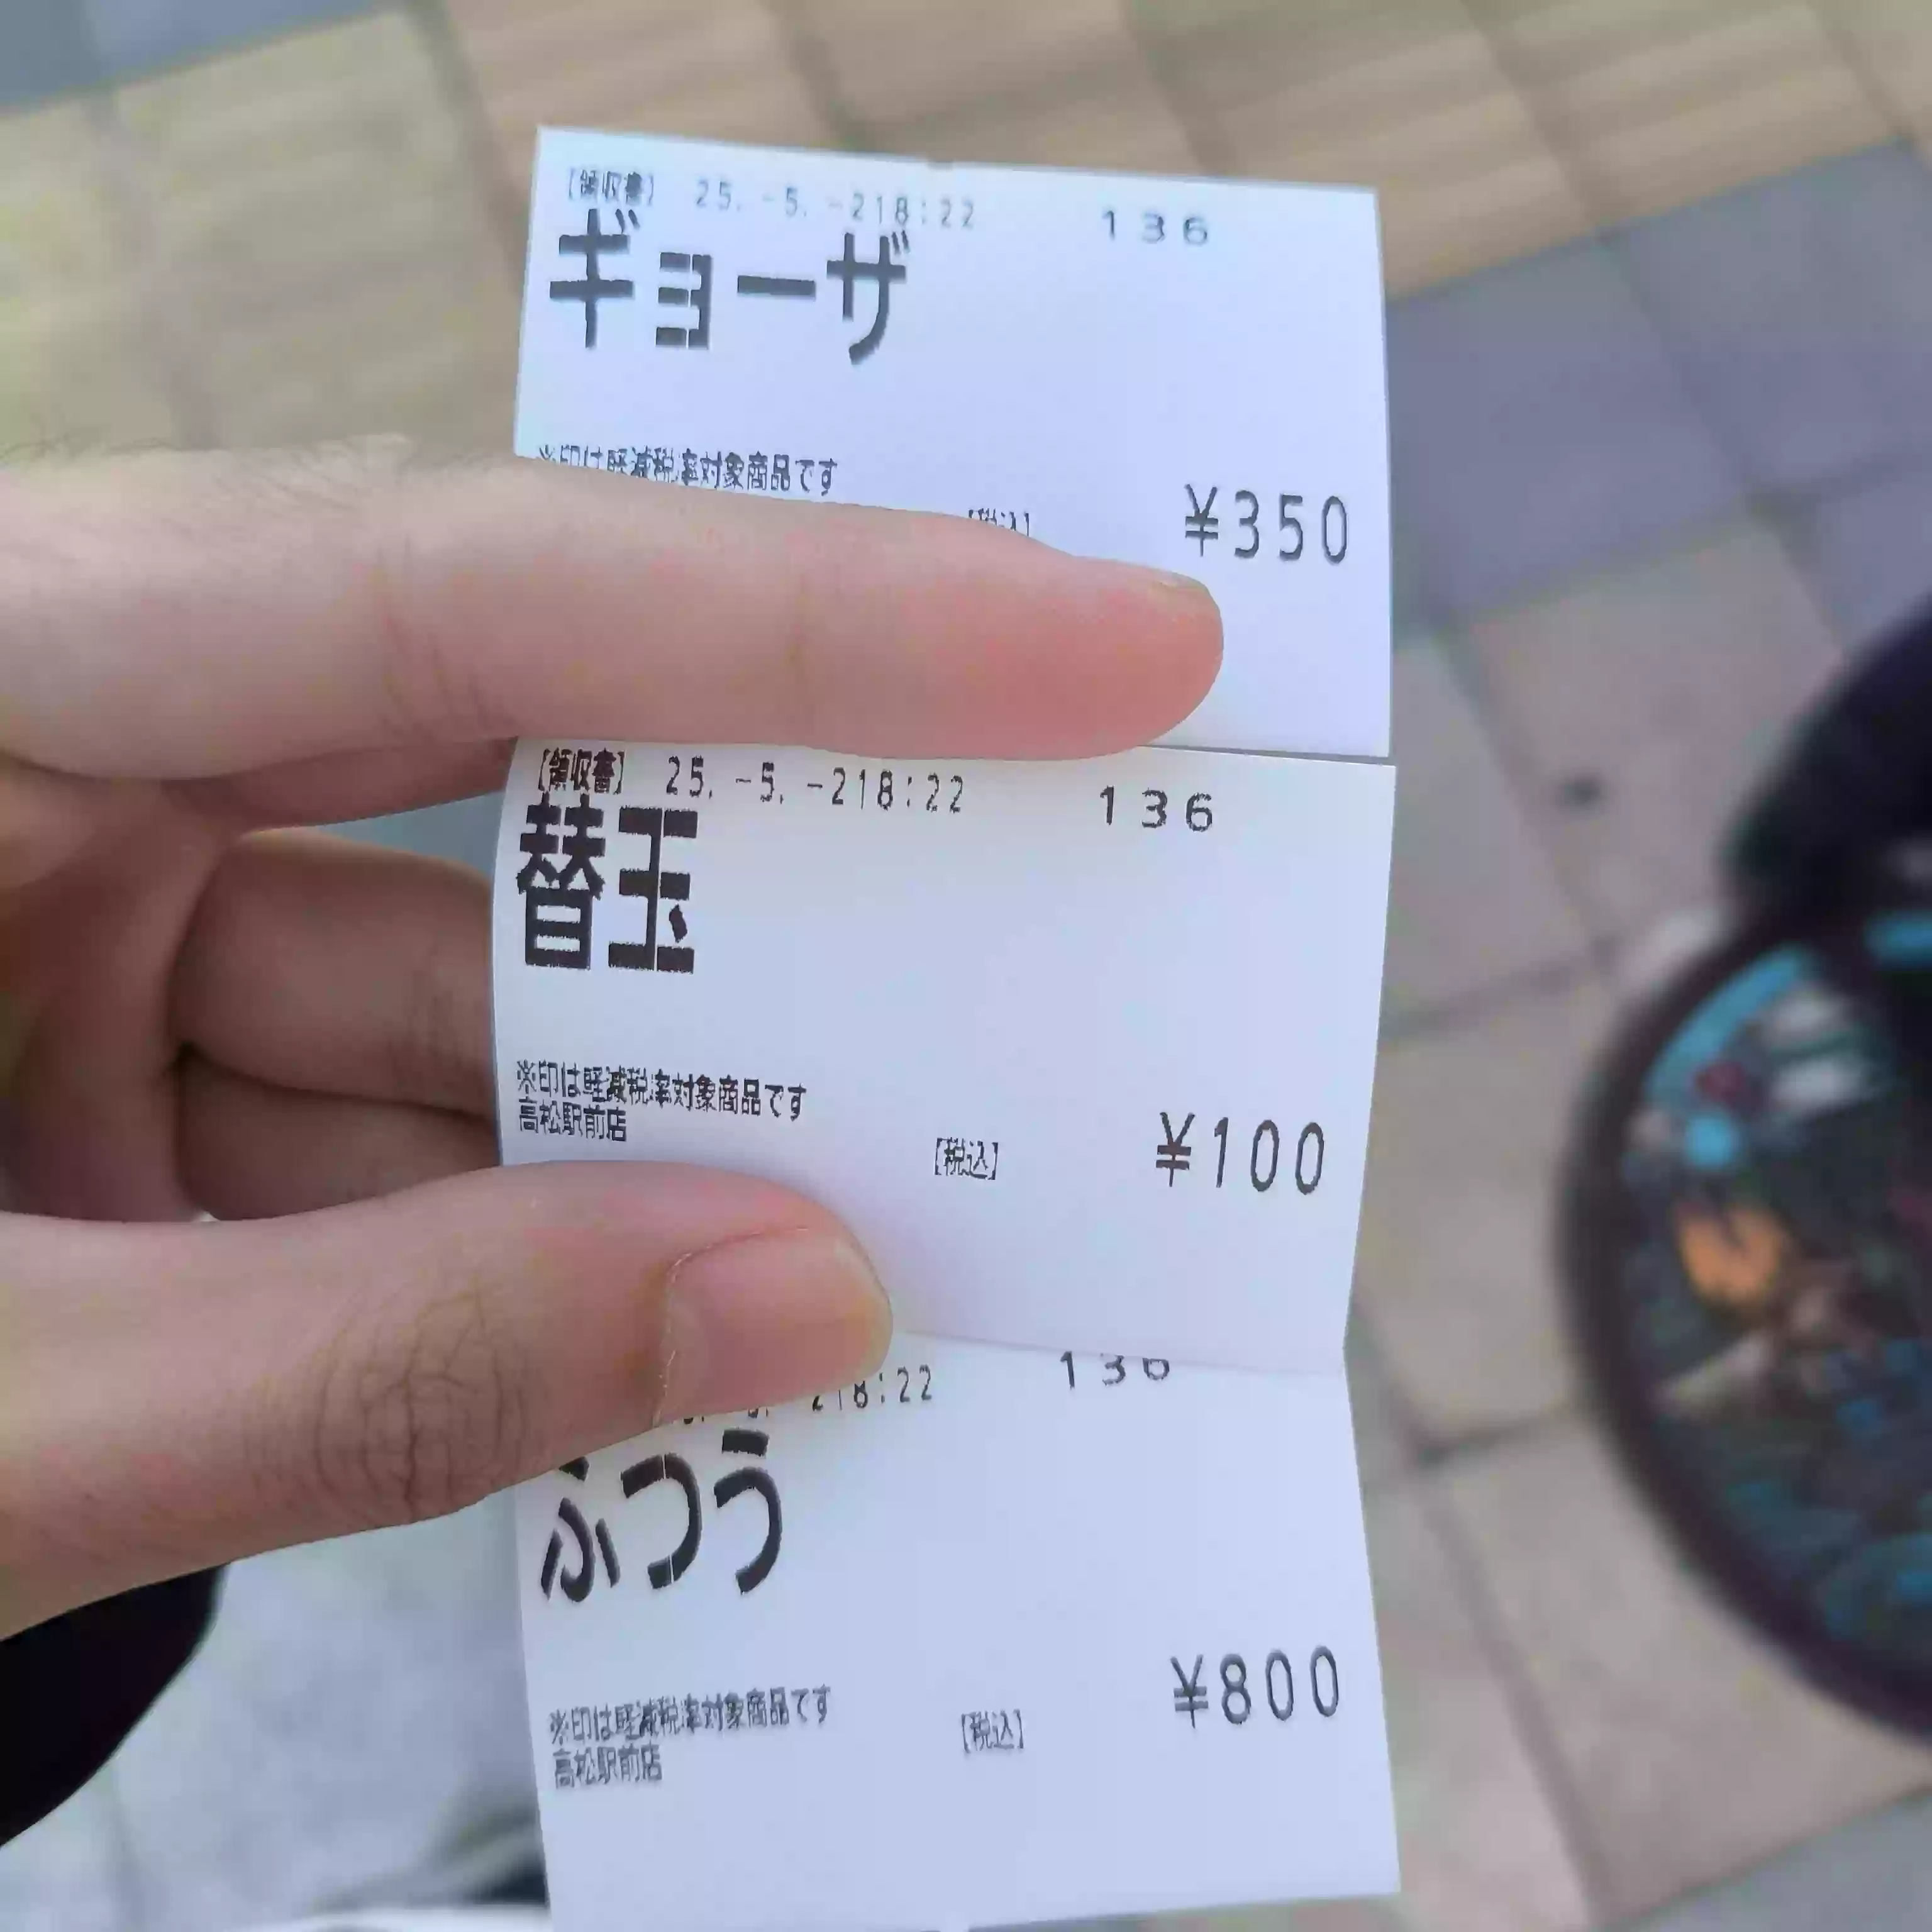 [領収書] 25. -5. -218:22 136
ギョーザ
※印は軽減税率対象商品です
[税込] ¥350
[領収書] 25. -5. -218:22 136
替玉
※印は軽減税率対象商品です
高松駅前店
[税込] ¥100
218:22 136
ふつう
※印は軽減税率対象商品です
高松駅前店
[税込] ¥800